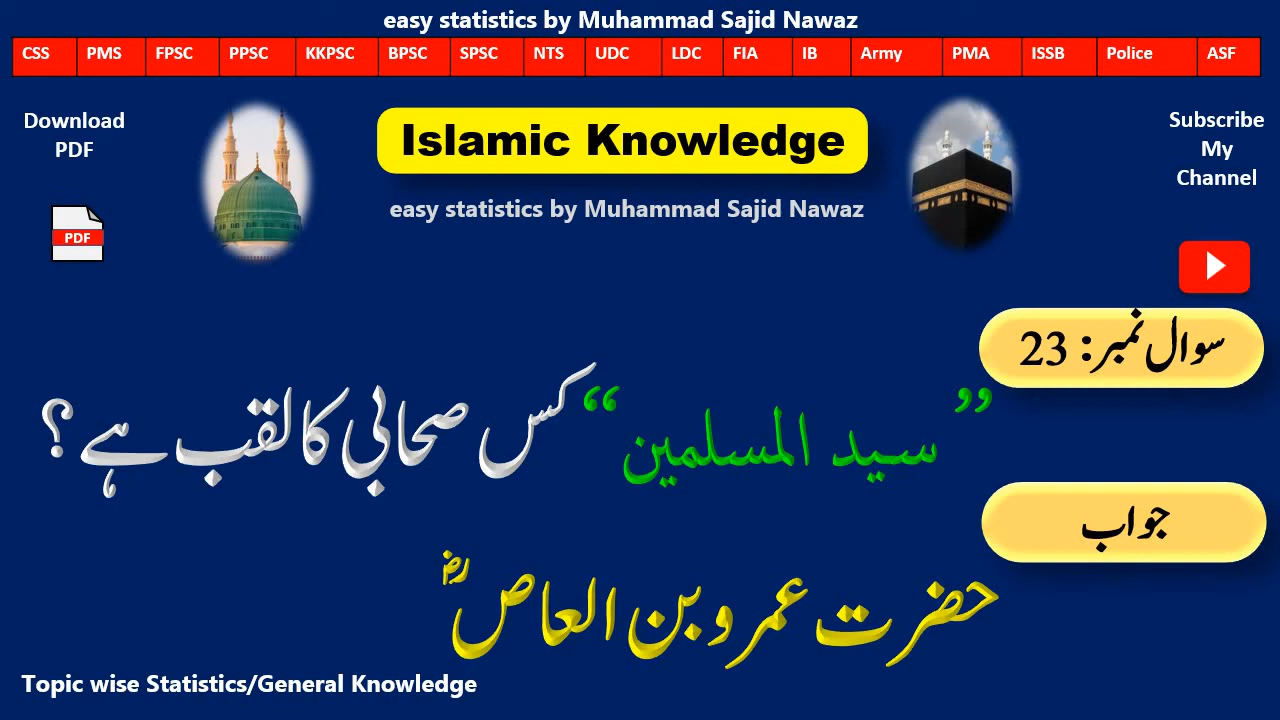 easy statistics by Muhammad Sajid Nawaz
CSS PMS FPSC PPSC KKPSC BPSC SPSC NTS UDC LDC FIA IB Army PMA ISSB Police ASF
Download
PDF
PDF
Islamic Knowledge
easy statistics by Muhammad Sajid Nawaz
Subscribe
My
Channel
سوال نمبر: 23
”سید المسلمین“ کس صحابی کا لقب ہے؟
جواب
حضرت عمرو بن العاصؓ
Topic wise Statistics/General Knowledge